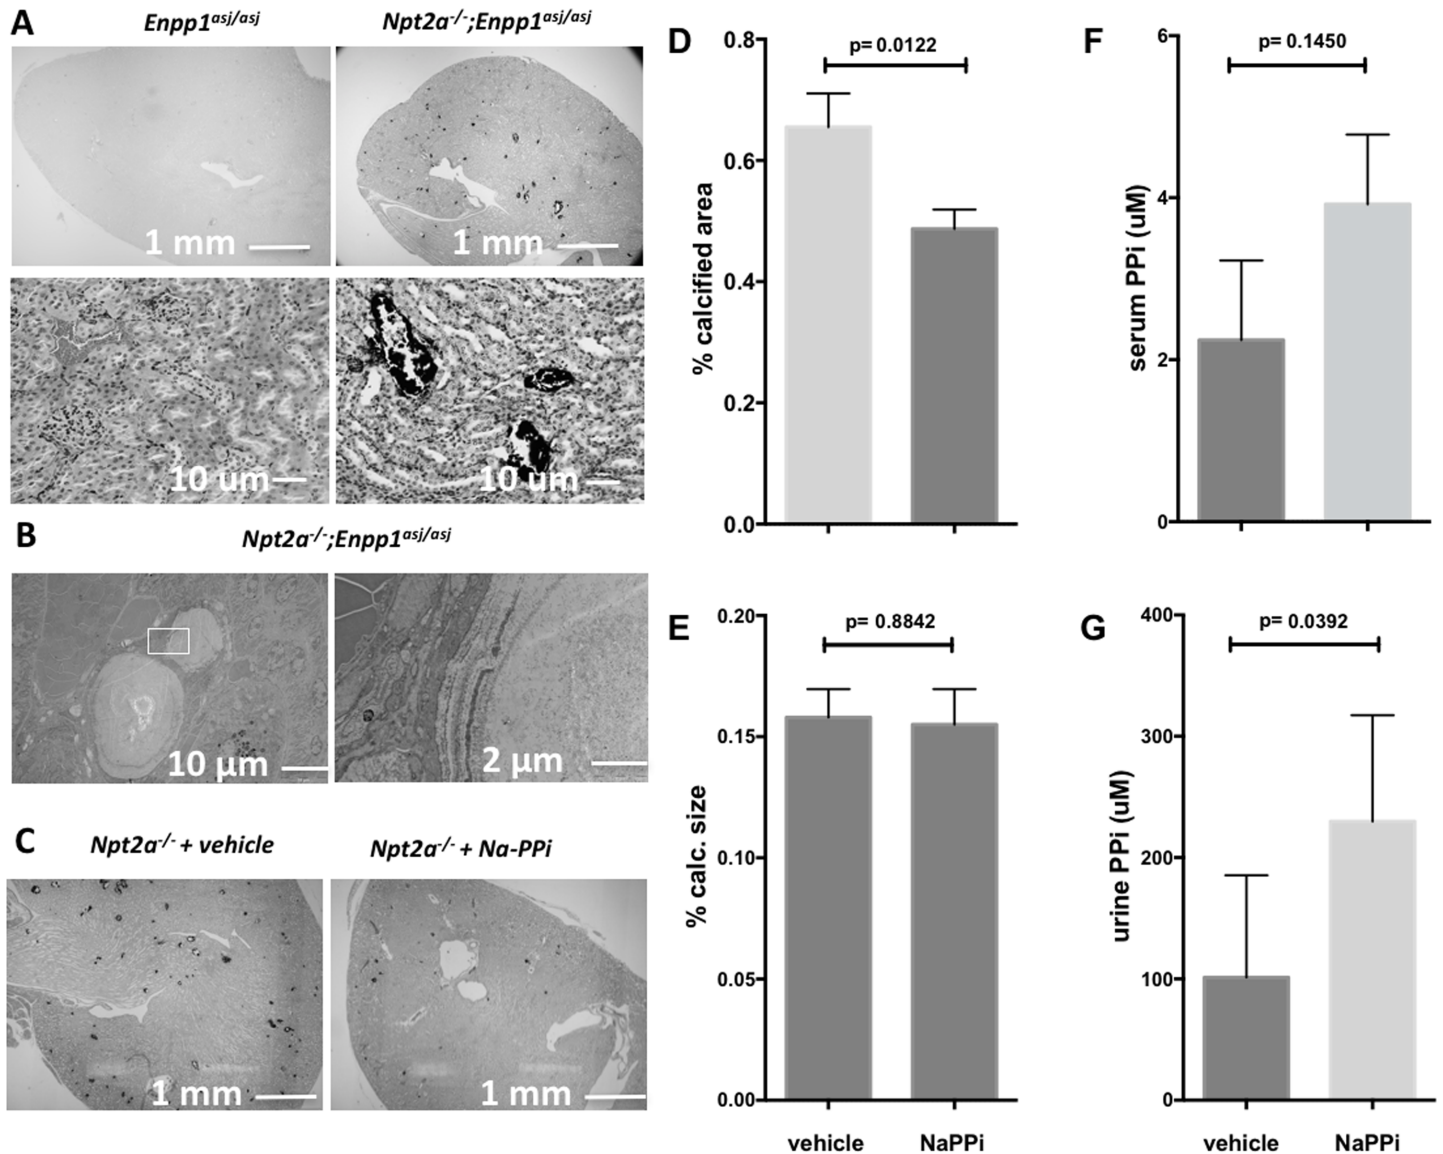 A
Enpp1asj/asj
Npt2a-/-;Enpp1asj/asj
1 mm
1 mm
10 um
10 um
B
Npt2a-/-;Enpp1asj/asj
10 µm
2 µm
C
Npt2a-/- + vehicle
Npt2a-/- + Na-PPi
1 mm
1 mm
D
p= 0.0122
0.8
0.6
0.4
0.2
0.0
% calcified area
E
p= 0.8842
0.20
0.15
0.10
0.05
0.00
% calc. size
vehicle
NaPPi
F
p= 0.1450
6
4
2
0
serum PPi (uM)
G
p= 0.0392
400
300
200
100
0
urine PPi (uM)
vehicle
NaPPi